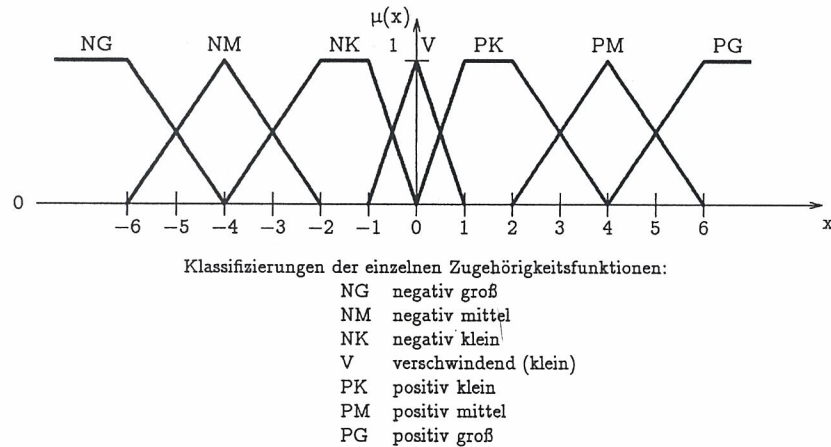 μ(x)
NG NM NK 1 V PK PM PG
0
−6 −5 −4 −3 −2 −1 0 1 2 3 4 5 6 x
Klassifizierungen der einzelnen Zugehörigkeitsfunktionen:
NG negativ groß
NM negativ mittel
NK negativ klein
V verschwindend (klein)
PK positiv klein
PM positiv mittel
PG positiv groß